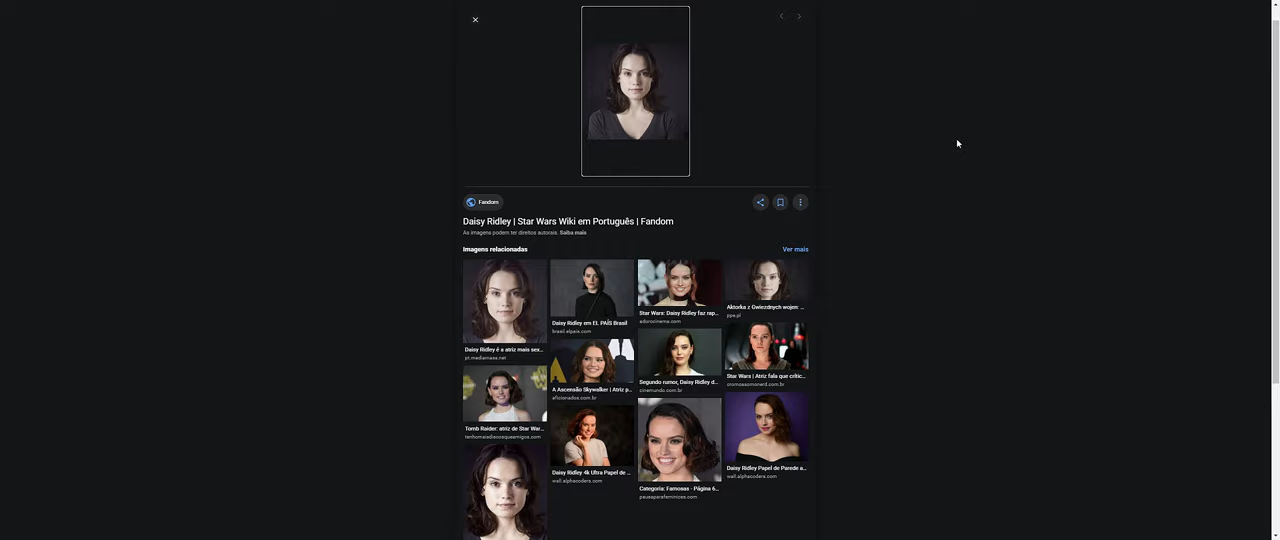 Fandom
Daisy Ridley | Star Wars Wiki em Português | Fandom
As imagens podem ter direitos autorais. Saiba mais
Imagens relacionadas
Ver mais
Daisy Ridley é a atriz mais sex...
pt.mediamass.net
Daisy Ridley em EL PAÍS Brasil
brasil.elpais.com
Star Wars: Daisy Ridley faz rap...
adorocinema.com
Aktorka z Gwiezdnych wojen: ...
ppe.pl
Tomb Raider: atriz de Star War...
tenhomaisdiscosqueamigos.com
A Ascensão Skywalker | Atriz p...
aficionados.com.br
Segundo rumor, Daisy Ridley d...
cinemundo.com.br
Star Wars | Atriz fala que crític...
cromossomonerd.com.br
Daisy Ridley 4k Ultra Papel de ...
wall.alphacoders.com
Categoria: Famosas - Página 6...
pausaparafeminices.com
Daisy Ridley Papel de Parede a...
wall.alphacoders.com